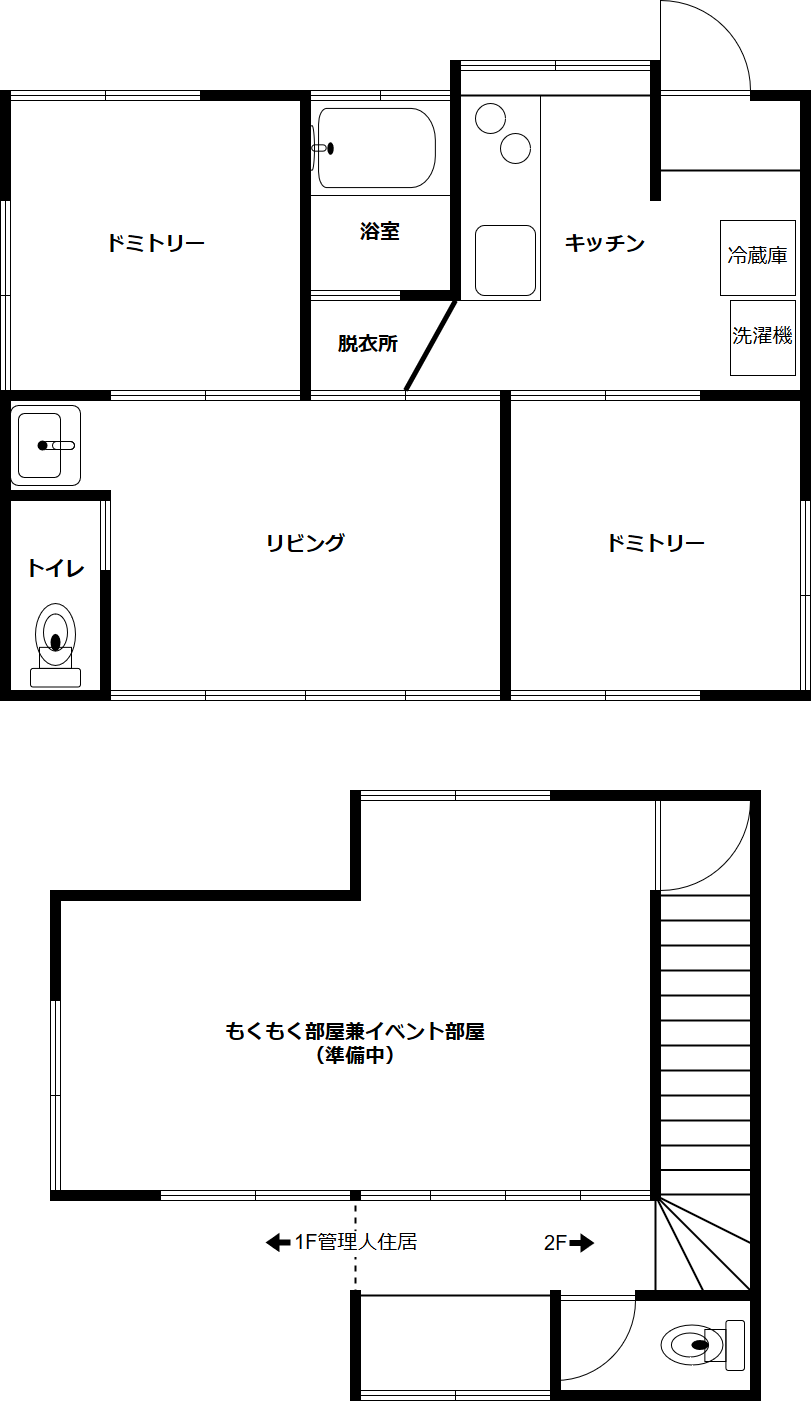 ドミトリー
浴室
キッチン
冷蔵庫
脱衣所
洗濯機
リビング
ドミトリー
トイレ
もくもく部屋兼イベント部屋
（準備中）
1F管理人住居
2F